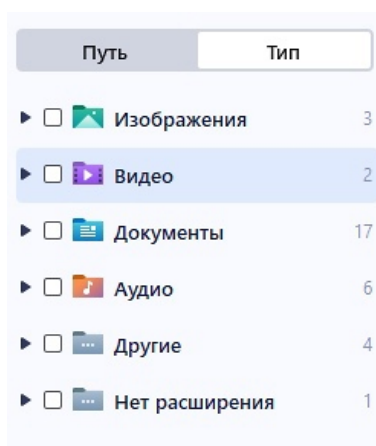 Путь Тип
Изображения 3
Видео 2
Документы 17
Аудио 6
Другие 4
Нет расширения 1